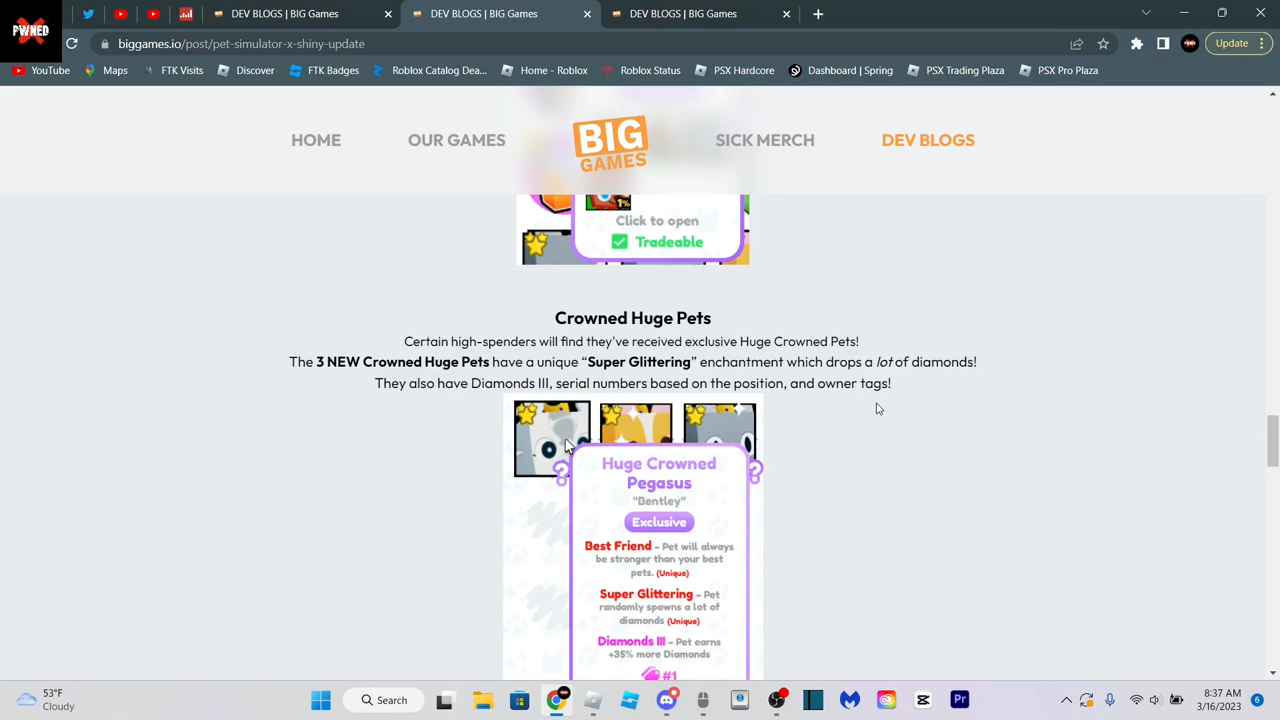 PWNED
DEV BLOGS | BIG Games
DEV BLOGS | BIG Games
DEV BLOGS | BIG Games
biggames.io/post/pet-simulator-x-shiny-update
Update
YouTube
Maps
FTK Visits
Discover
FTK Badges
Roblox Catalog Dea...
Home - Roblox
Roblox Status
PSX Hardcore
Dashboard | Spring
PSX Trading Plaza
PSX Pro Plaza
HOME
OUR GAMES
BIG
GAMES
SICK MERCH
DEV BLOGS
1%
Click to open
Tradeable
Crowned Huge Pets
Certain high-spenders will find they've received exclusive Huge Crowned Pets!
The 3 NEW Crowned Huge Pets have a unique “Super Glittering” enchantment which drops a lot of diamonds!
They also have Diamonds III, serial numbers based on the position, and owner tags!
Huge Crowned
Pegasus
"Bentley"
Exclusive
Best Friend - Pet will always
be stronger than your best
pets. (Unique)
Super Glittering - Pet
randomly spawns a lot of
diamonds (Unique)
Diamonds III - Pet earns
+35% more Diamonds
#1
53°F
Cloudy
Search
Pr
8:37 AM
3/16/2023
6